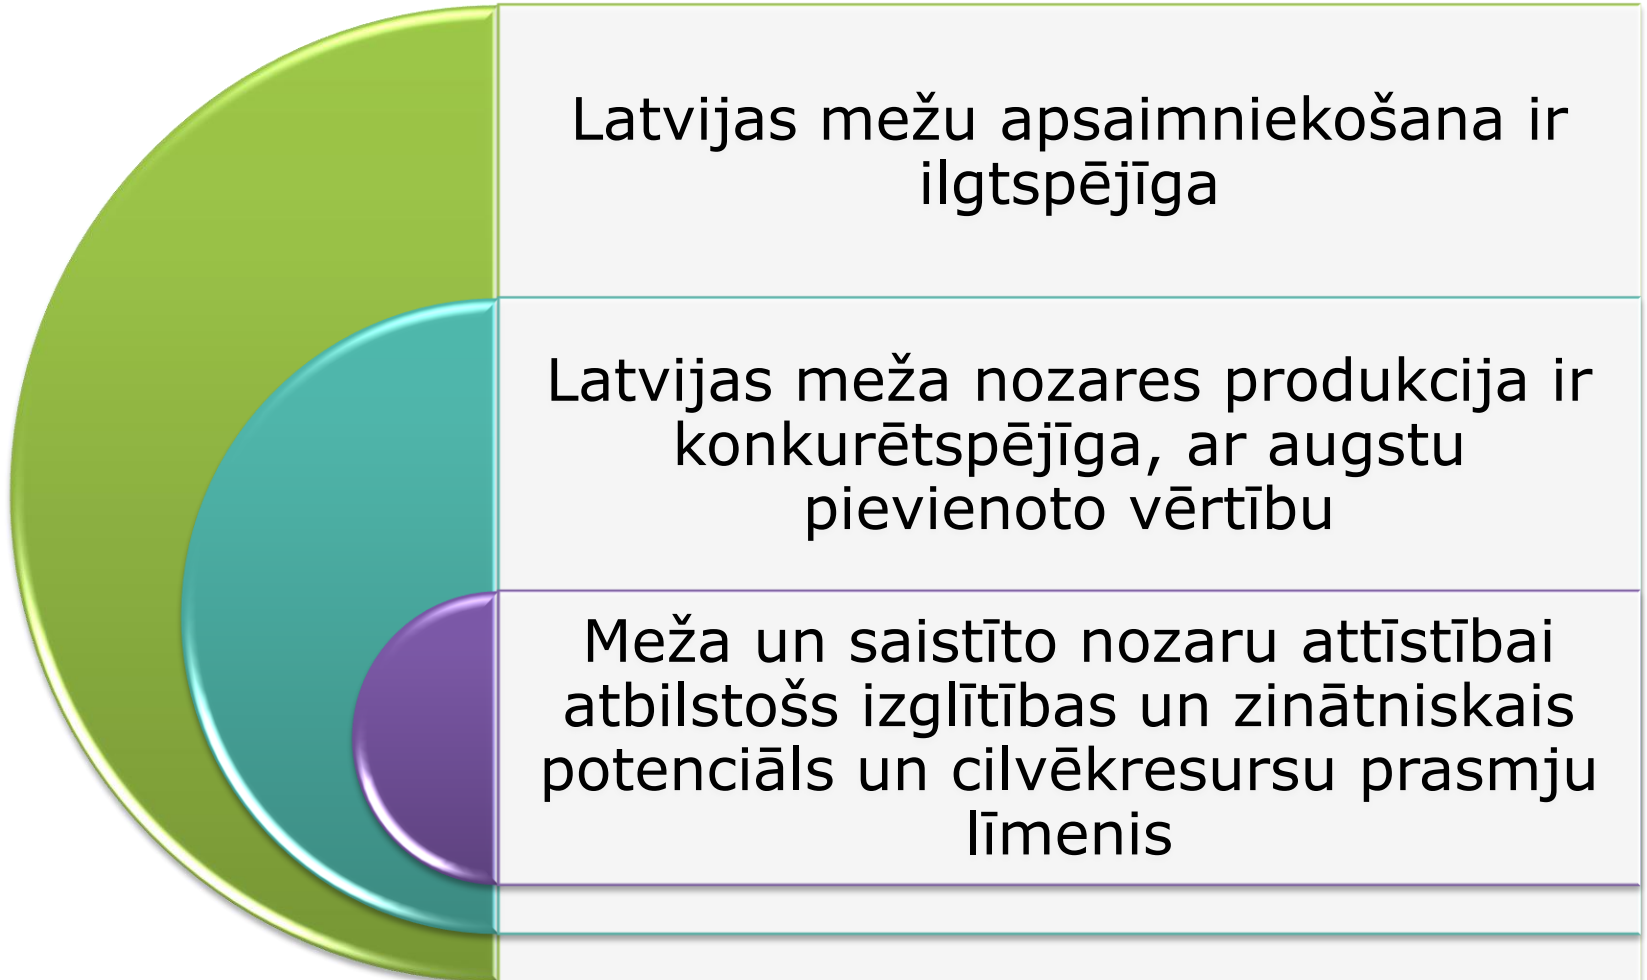 Latvijas mežu apsaimniekošana ir
ilgtspējīga
Latvijas meža nozares produkcija ir
konkurētspējīga, ar augstu
pievienoto vērtību
Meža un saistīto nozaru attīstībai
atbilstošs izglītības un zinātniskais
potenciāls un cilvēkresursu prasmju
līmenis